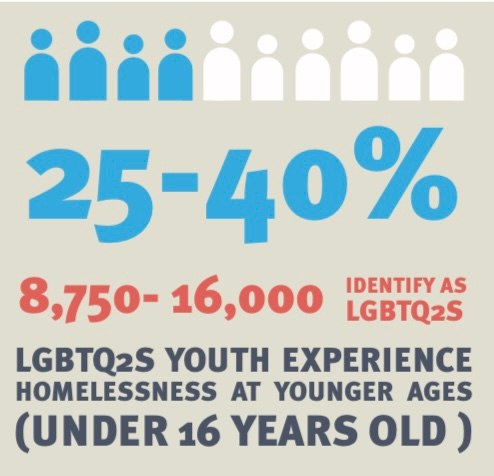 25-40%
8,750- 16,000 IDENTIFY AS
LGBTQ2S
LGBTQ2S YOUTH EXPERIENCE
HOMELESSNESS AT YOUNGER AGES
(UNDER 16 YEARS OLD )